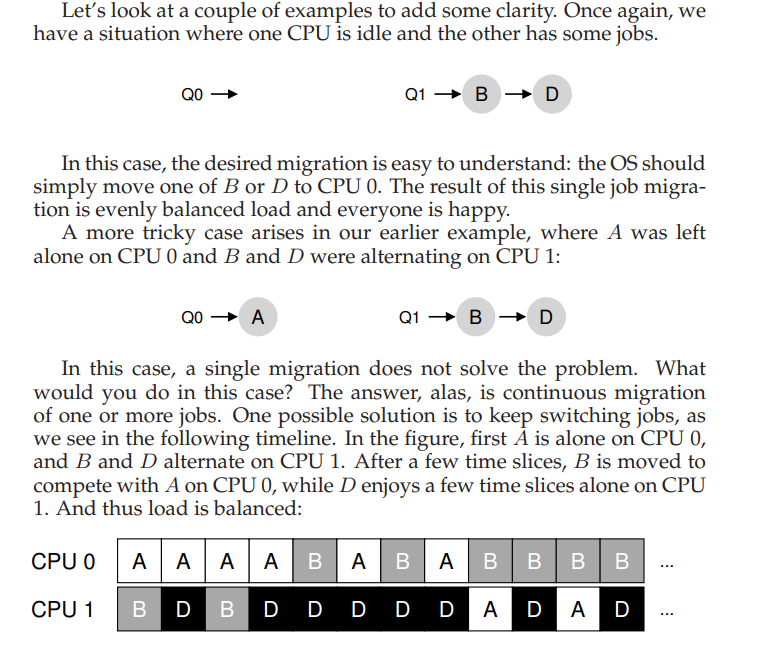 Let's look at a couple of examples to add some clarity. Once again, we
have a situation where one CPU is idle and the other has some jobs.
Q0 Q1 B D
In this case, the desired migration is easy to understand: the OS should
simply move one of B or D to CPU 0. The result of this single job migra-
tion is evenly balanced load and everyone is happy.
A more tricky case arises in our earlier example, where A was left
alone on CPU 0 and B and D were alternating on CPU 1:
Q0 A Q1 B D
In this case, a single migration does not solve the problem. What
would you do in this case? The answer, alas, is continuous migration
of one or more jobs. One possible solution is to keep switching jobs, as
we see in the following timeline. In the figure, first A is alone on CPU 0,
and B and D alternate on CPU 1. After a few time slices, B is moved to
compete with A on CPU 0, while D enjoys a few time slices alone on CPU
1. And thus load is balanced:
CPU 0 A A A A B A B A B B B B ...
CPU 1 B D B D D D D D A D A D ...